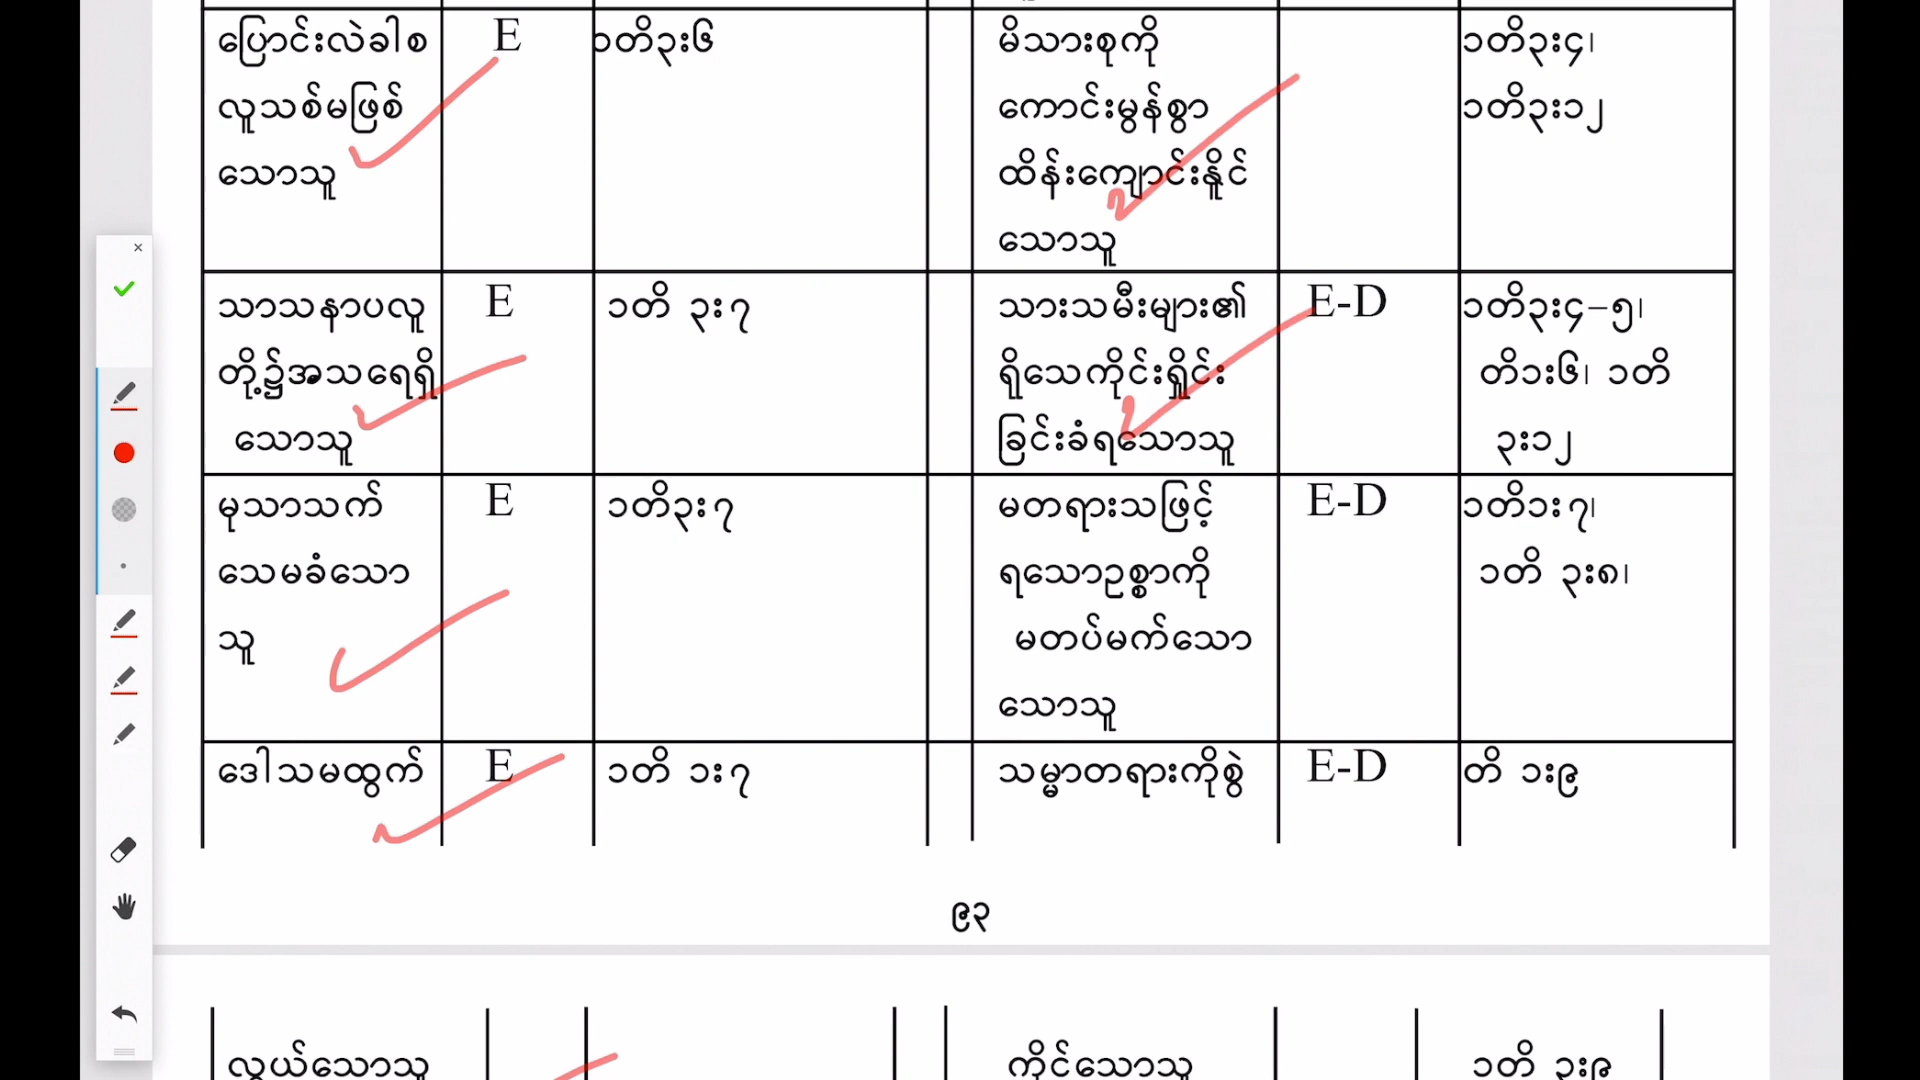 ပြောင်းလဲခါစ E ၁တိ၃း၆ မိသားစုကို ၁တိ၃း၄၊
လူသစ်မဖြစ် ကောင်းမွန်စွာ ၁တိ၃း၁၂
သောသူ ထိန်းကျောင်းနိူင်
သောသူ
သာသနာပလူ E ၁တိ ၃း၇ သားသမီးများ၏ E-D ၁တိ၃း၄–၅၊
တို့၌အသရေရှိ ရိုသေကိုင်းရှိူင်း တိ၁း၆၊ ၁တိ
သောသူ ခြင်းခံရသောသူ ၃း၁၂
မုသာသက် E ၁တိ၃း၇ မတရားသဖြင့် E-D ၁တိ၁း၇၊
သေမခံသော ရသောဥစ္စာကို ၁တိ ၃း၈၊
သူ မတပ်မက်သော
သောသူ
ဒေါသမထွက် E ၁တိ ၁း၇ သမ္မာတရားကိုစွဲ E-D တိ ၁း၉
၉၃
လွယ်သောသူ ကိုင်သောသူ ၁တိ ၃း၉